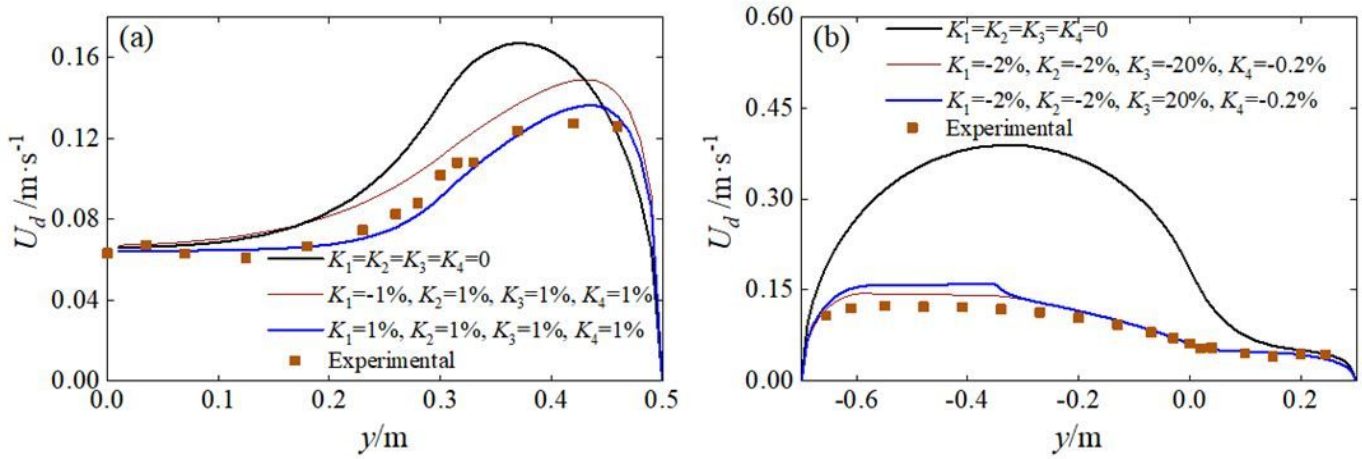 (a)
0.16
0.12
0.08
0.04
0.00
U_d /m·s⁻¹
K₁=K₂=K₃=K₄=0
K₁=-1%, K₂=1%, K₃=1%, K₄=1%
K₁=1%, K₂=1%, K₃=1%, K₄=1%
Experimental
0.0 0.1 0.2 0.3 0.4 0.5
y/m
(b)
0.60
0.45
0.30
0.15
0.00
U_d /m·s⁻¹
K₁=K₂=K₃=K₄=0
K₁=-2%, K₂=-2%, K₃=-20%, K₄=-0.2%
K₁=-2%, K₂=-2%, K₃=20%, K₄=-0.2%
Experimental
-0.6 -0.4 -0.2 0.0 0.2
y/m